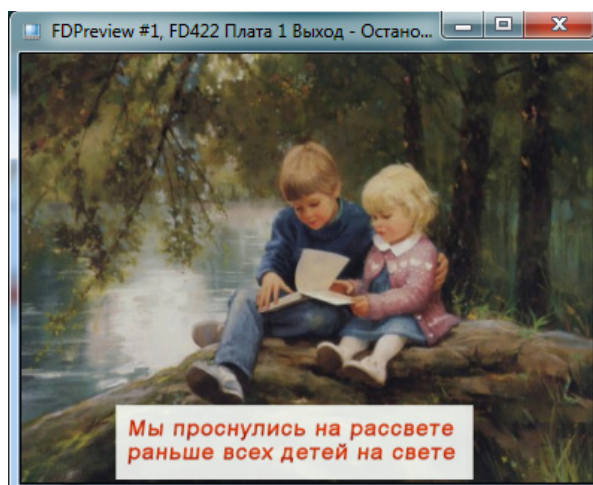 FDPreview #1, FD422 Плата 1 Выход - Остано...
Мы проснулись на рассвете
раньше всех детей на свете